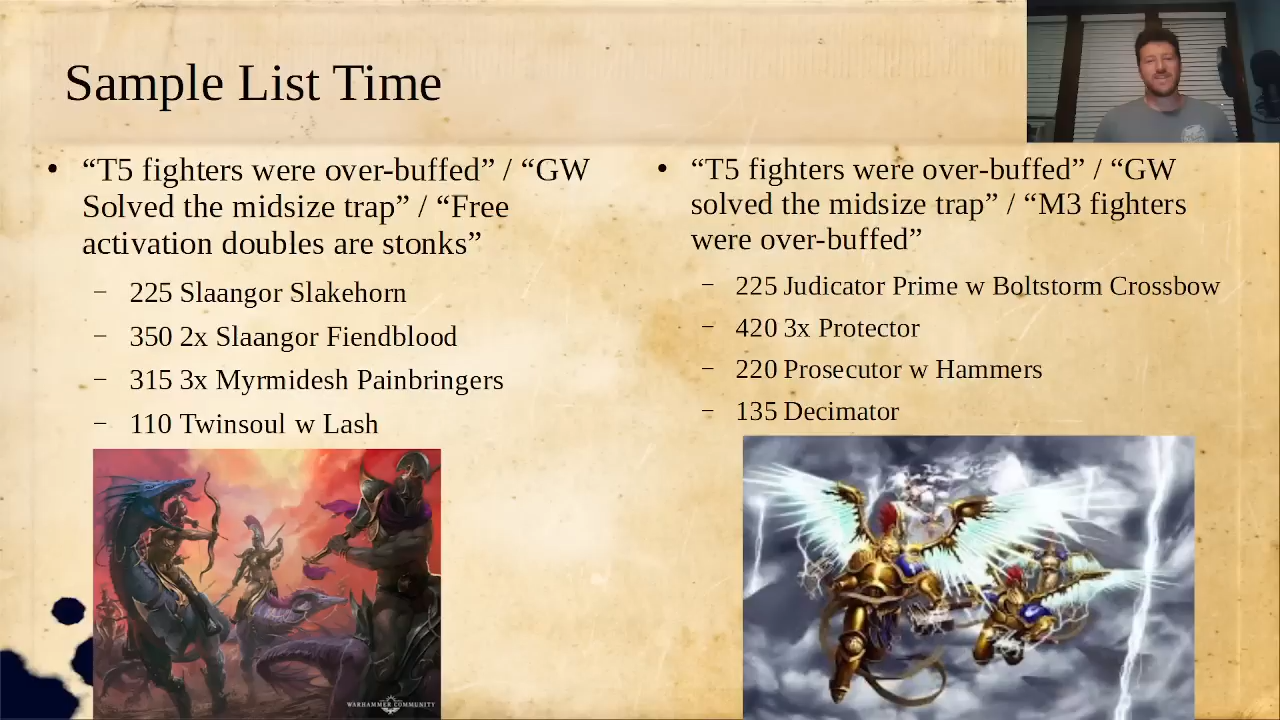 Sample List Time
• “T5 fighters were over-buffed” / “GW
Solved the midsize trap” / “Free
activation doubles are stonks”
– 225 Slaangor Slakehorn
– 350 2x Slaangor Fiendblood
– 315 3x Myrmidesh Painbringers
– 110 Twinsoul w Lash
WARHAMMER COMMUNITY
• “T5 fighters were over-buffed” / “GW
solved the midsize trap” / “M3 fighters
were over-buffed”
– 225 Judicator Prime w Boltstorm Crossbow
– 420 3x Protector
– 220 Prosecutor w Hammers
– 135 Decimator